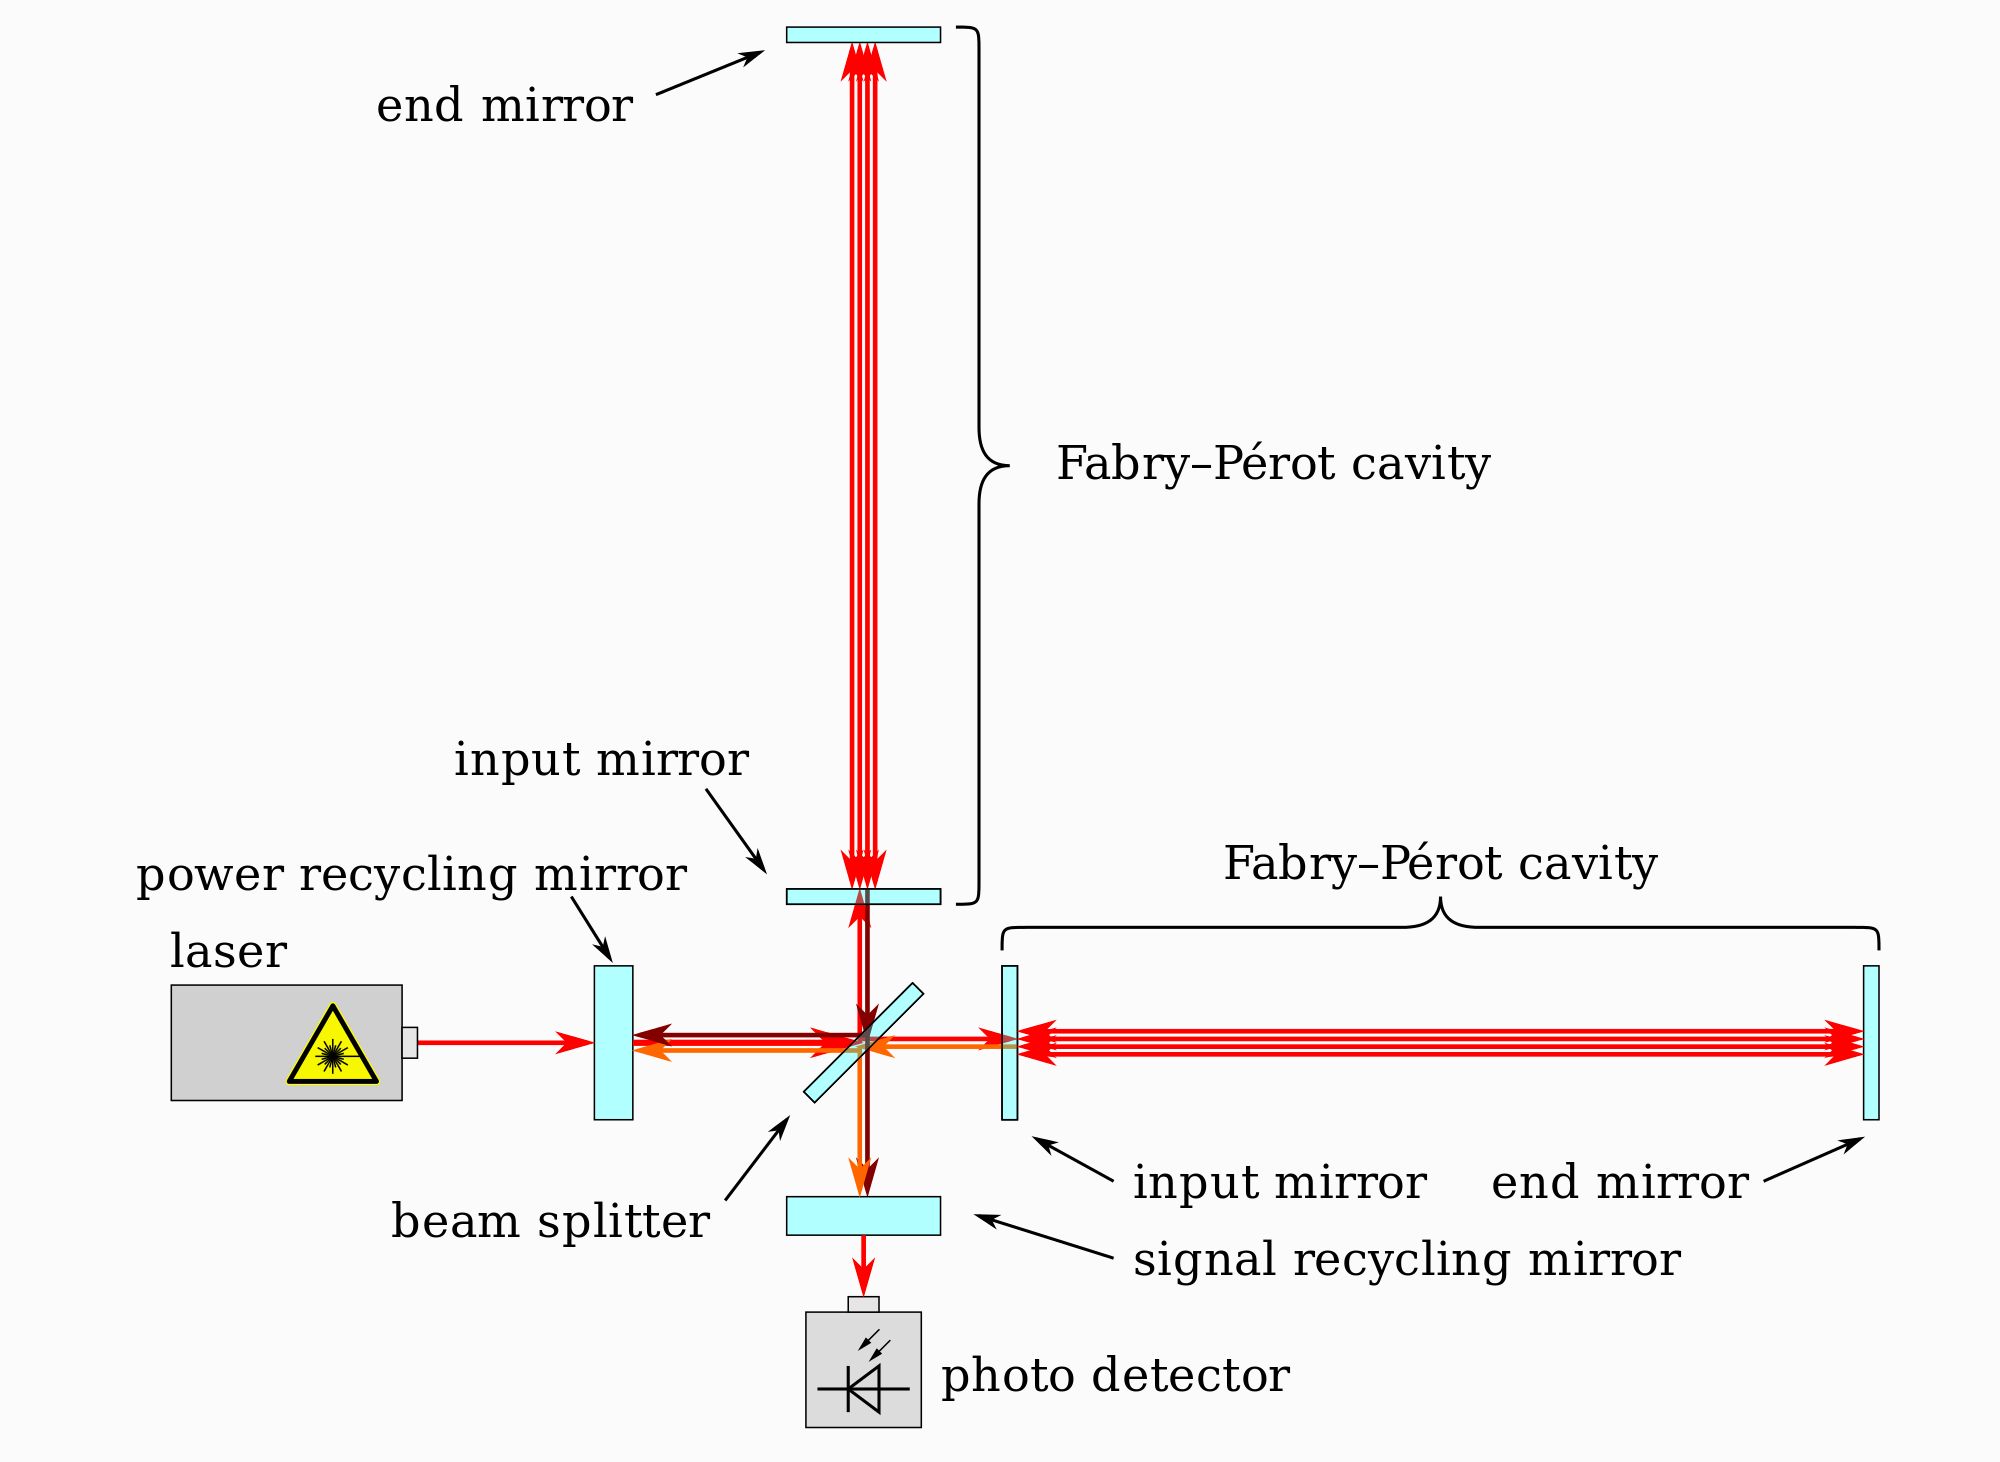 end mirror
Fabry–Pérot cavity
input mirror
power recycling mirror
Fabry–Pérot cavity
laser
input mirror
end mirror
beam splitter
signal recycling mirror
photo detector